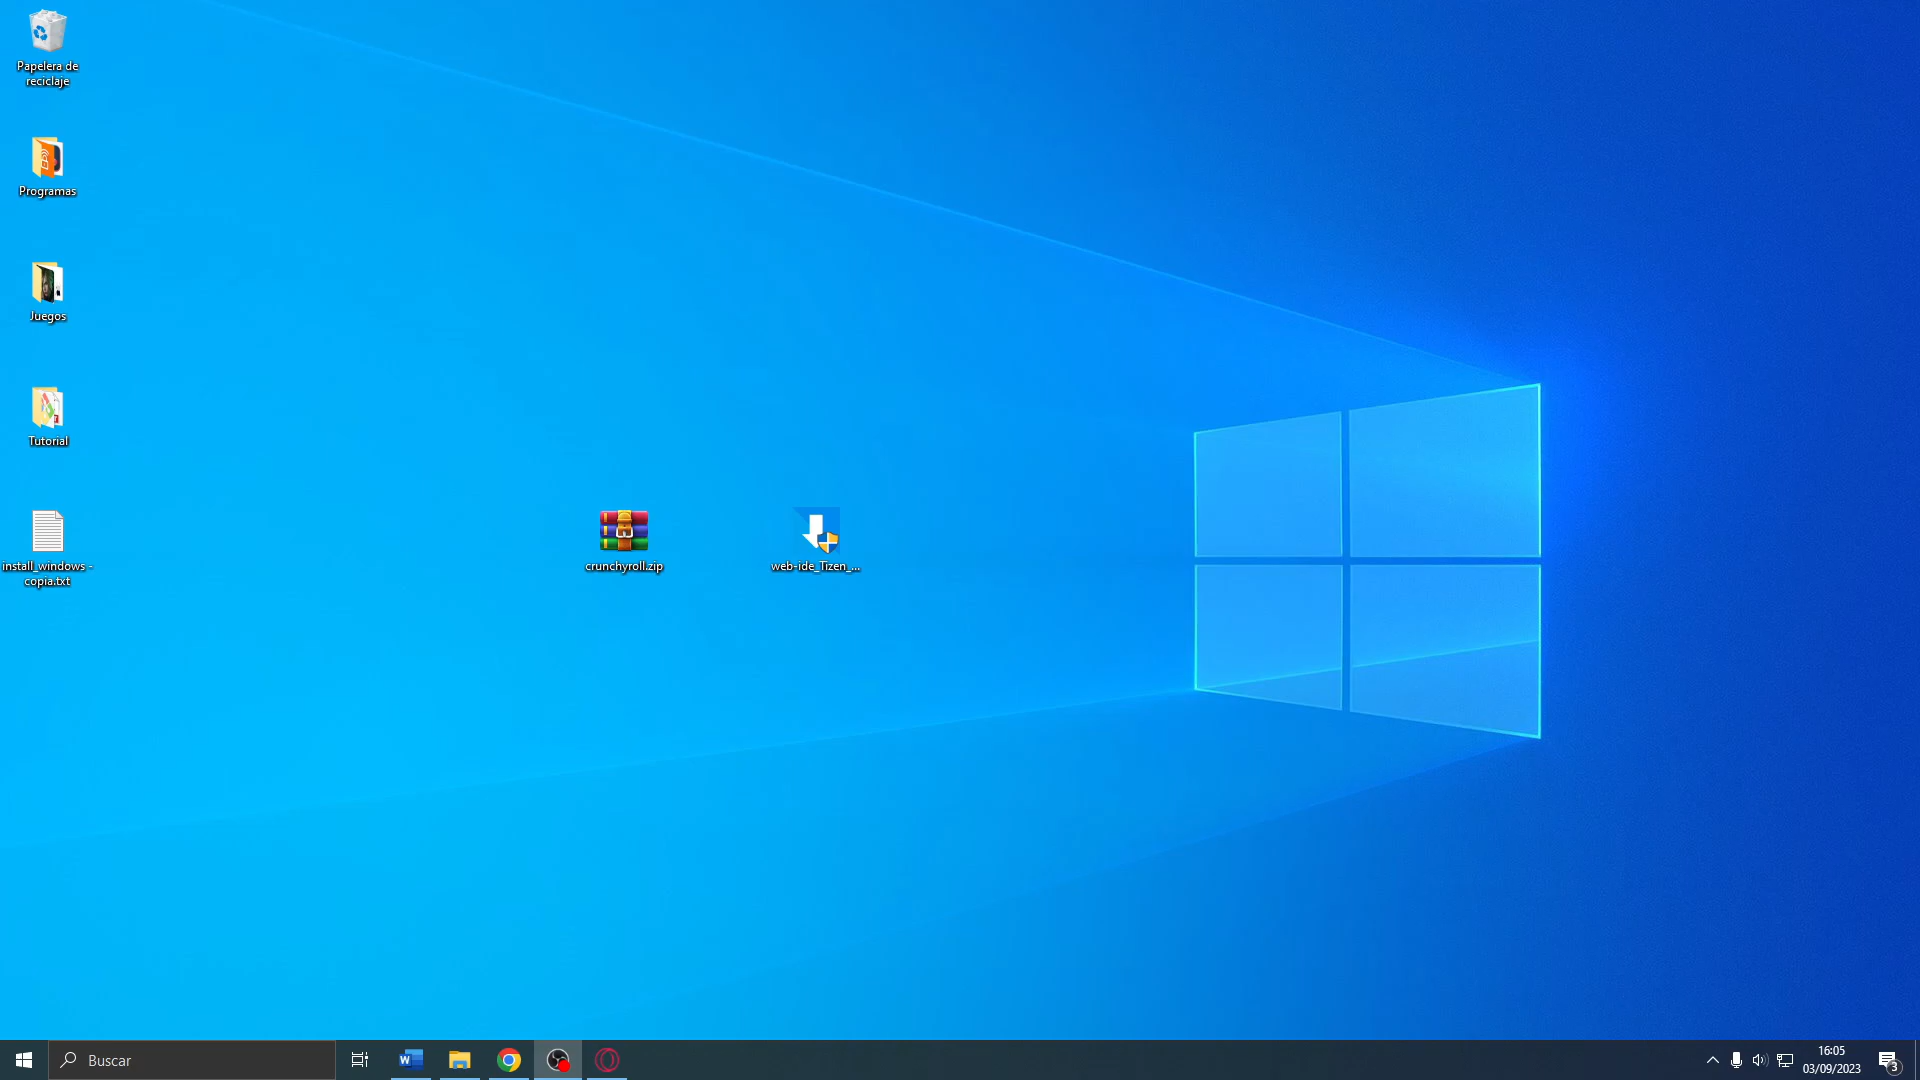 Papelera de
reciclaje
Programas
Juegos
Tutorial
install_windows -
copia.txt
crunchyroll.zip
web-ide_Tizen_...
Buscar
W
16:05
03/09/2023
3